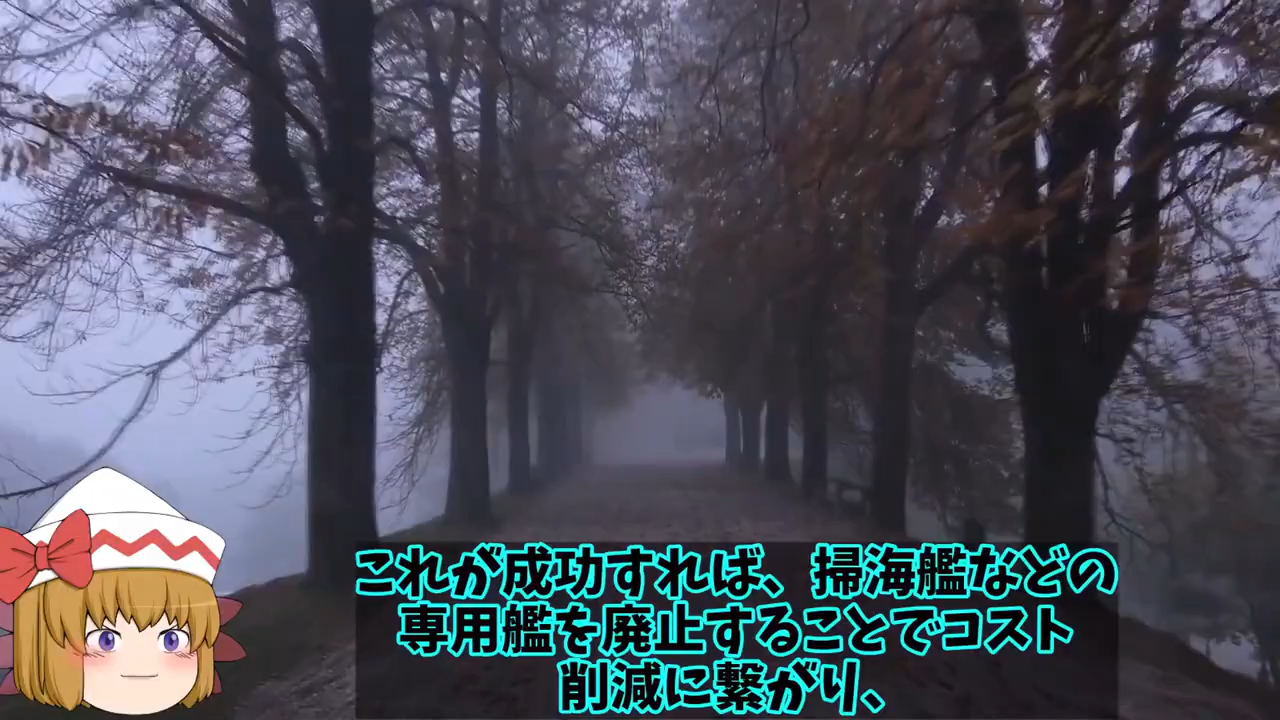 これが成功すれば、掃海艦などの
専用艦を廃止することでコスト
削減に繋がり、